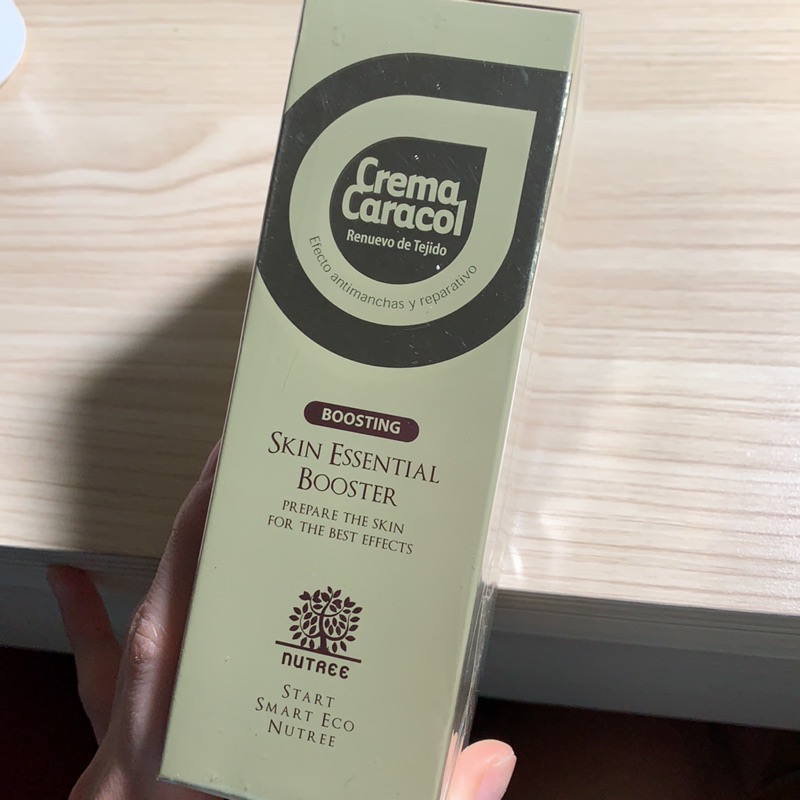 Crema
Caracol
Renuevo de Tejido
Efecto antimanchas y reparativo
BOOSTING
SKIN ESSENTIAL
BOOSTER
PREPARE THE SKIN
FOR THE BEST EFFECTS
NUTREE
START
SMART ECO
NUTREE